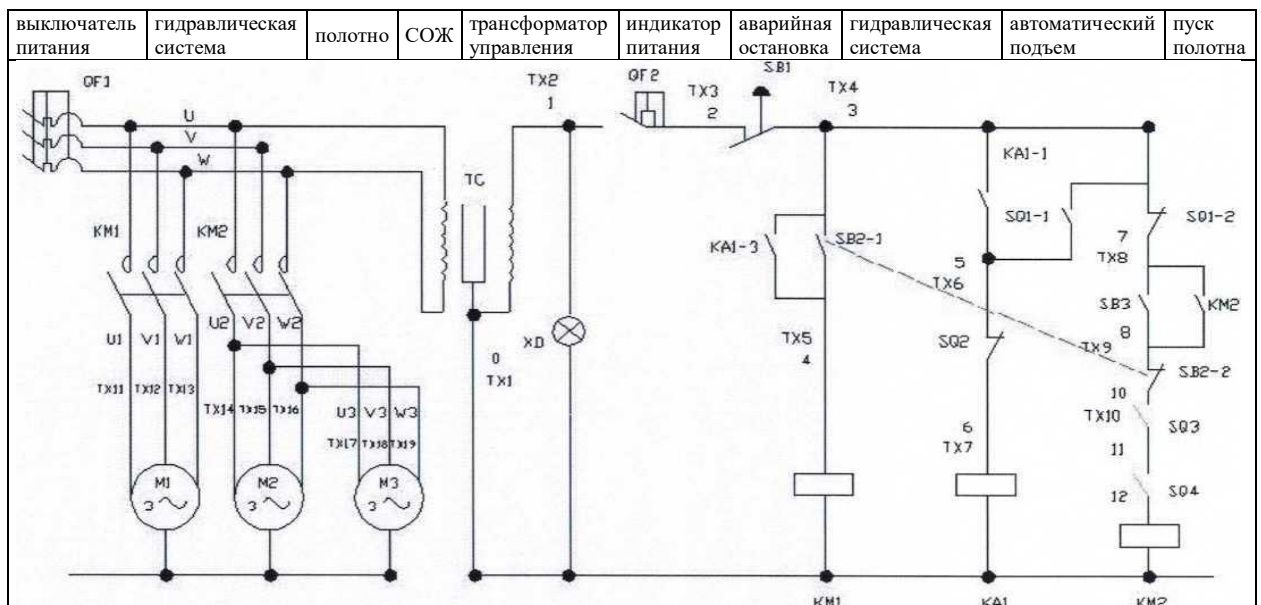 выключатель питания
гидравлическая система
полотно
СОЖ
трансформатор управления
индикатор питания
аварийная остановка
гидравлическая система
автоматический подъем
пуск полотна
QF1
TX2
1
QF2
TX3
2
SB1
TX4
3
U
V
W
TC
KA1-1
KM1
KM2
KA1-3
SB2-1
SQ1-1
SQ1-2
7
TX8
5
TX6
SB3
KM2
8
TX9
U1 V1 W1
U2 V2 W2
XD
0
TX1
TX5
4
SQ2
SB2-2
10
TX10
SQ3
11
TX11 TX12 TX13
TX14 TX15 TX16
U3 V3 W3
TX17 TX18 TX19
6
TX7
12
SQ4
M1
3
M2
3
M3
3
KM1
KA1
KM2